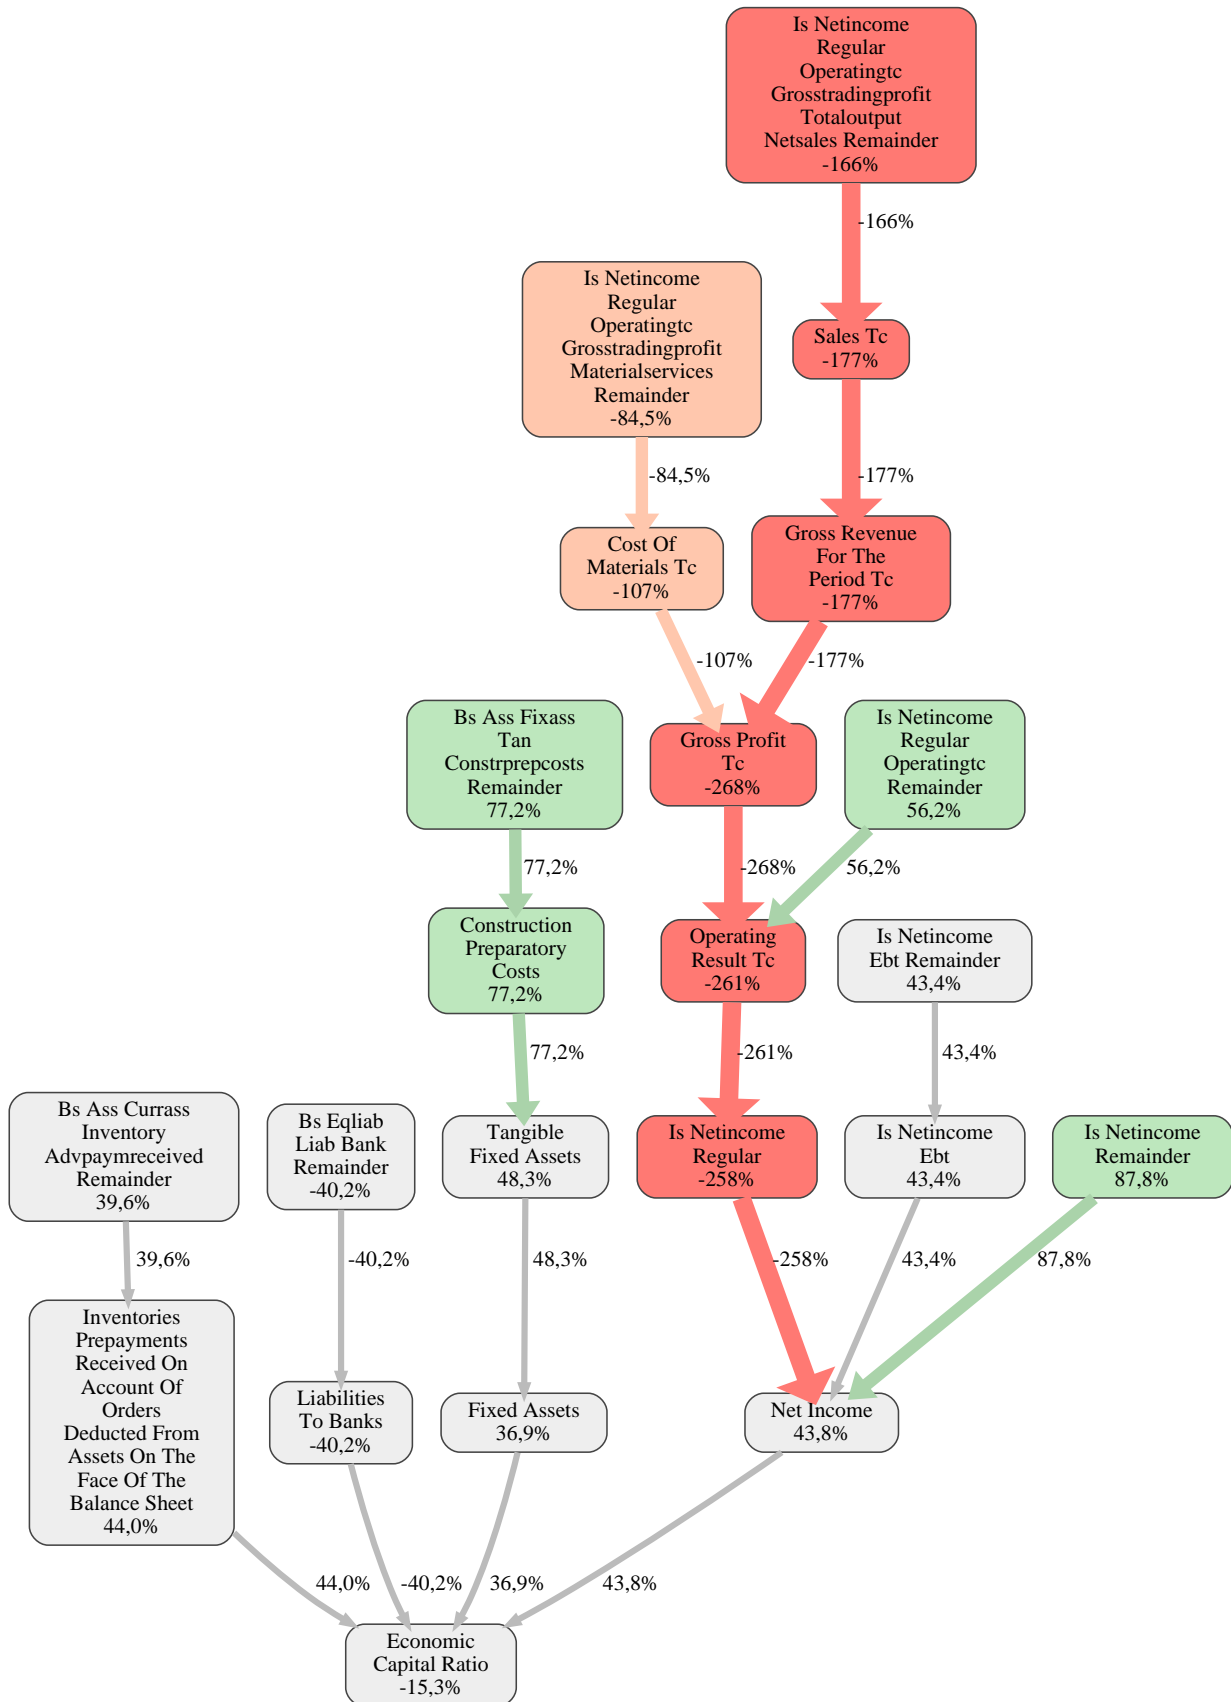 Is Netincome
Regular
Operatingtc
Grosstradingprofit
Totaloutput
Netsales Remainder
-166%
-166%
Is Netincome
Regular
Operatingtc
Grosstradingprofit
Materialservices
Remainder
-84,5%
Sales Tc
-177%
-84,5%
-177%
Cost Of
Materials Tc
-107%
Gross Revenue
For The
Period Tc
-177%
-107%
-177%
Bs Ass Fixass
Tan
Constrprepcosts
Remainder
77,2%
Gross Profit
Tc
-268%
Is Netincome
Regular
Operatingtc
Remainder
56,2%
77,2%
-268%
56,2%
Construction
Preparatory
Costs
77,2%
Operating
Result Tc
-261%
Is Netincome
Ebt Remainder
43,4%
77,2%
-261%
43,4%
Bs Ass Currass
Inventory
Advpaymreceived
Remainder
39,6%
Bs Eqliab
Liab Bank
Remainder
-40,2%
Tangible
Fixed Assets
48,3%
Is Netincome
Regular
-258%
Is Netincome
Ebt
43,4%
Is Netincome
Remainder
87,8%
39,6%
-40,2%
48,3%
-258%
43,4%
87,8%
Inventories
Prepayments
Received On
Account Of
Orders
Deducted From
Assets On The
Face Of The
Balance Sheet
44,0%
Liabilities
To Banks
-40,2%
Fixed Assets
36,9%
Net Income
43,8%
44,0%
-40,2%
36,9%
43,8%
Economic
Capital Ratio
-15,3%